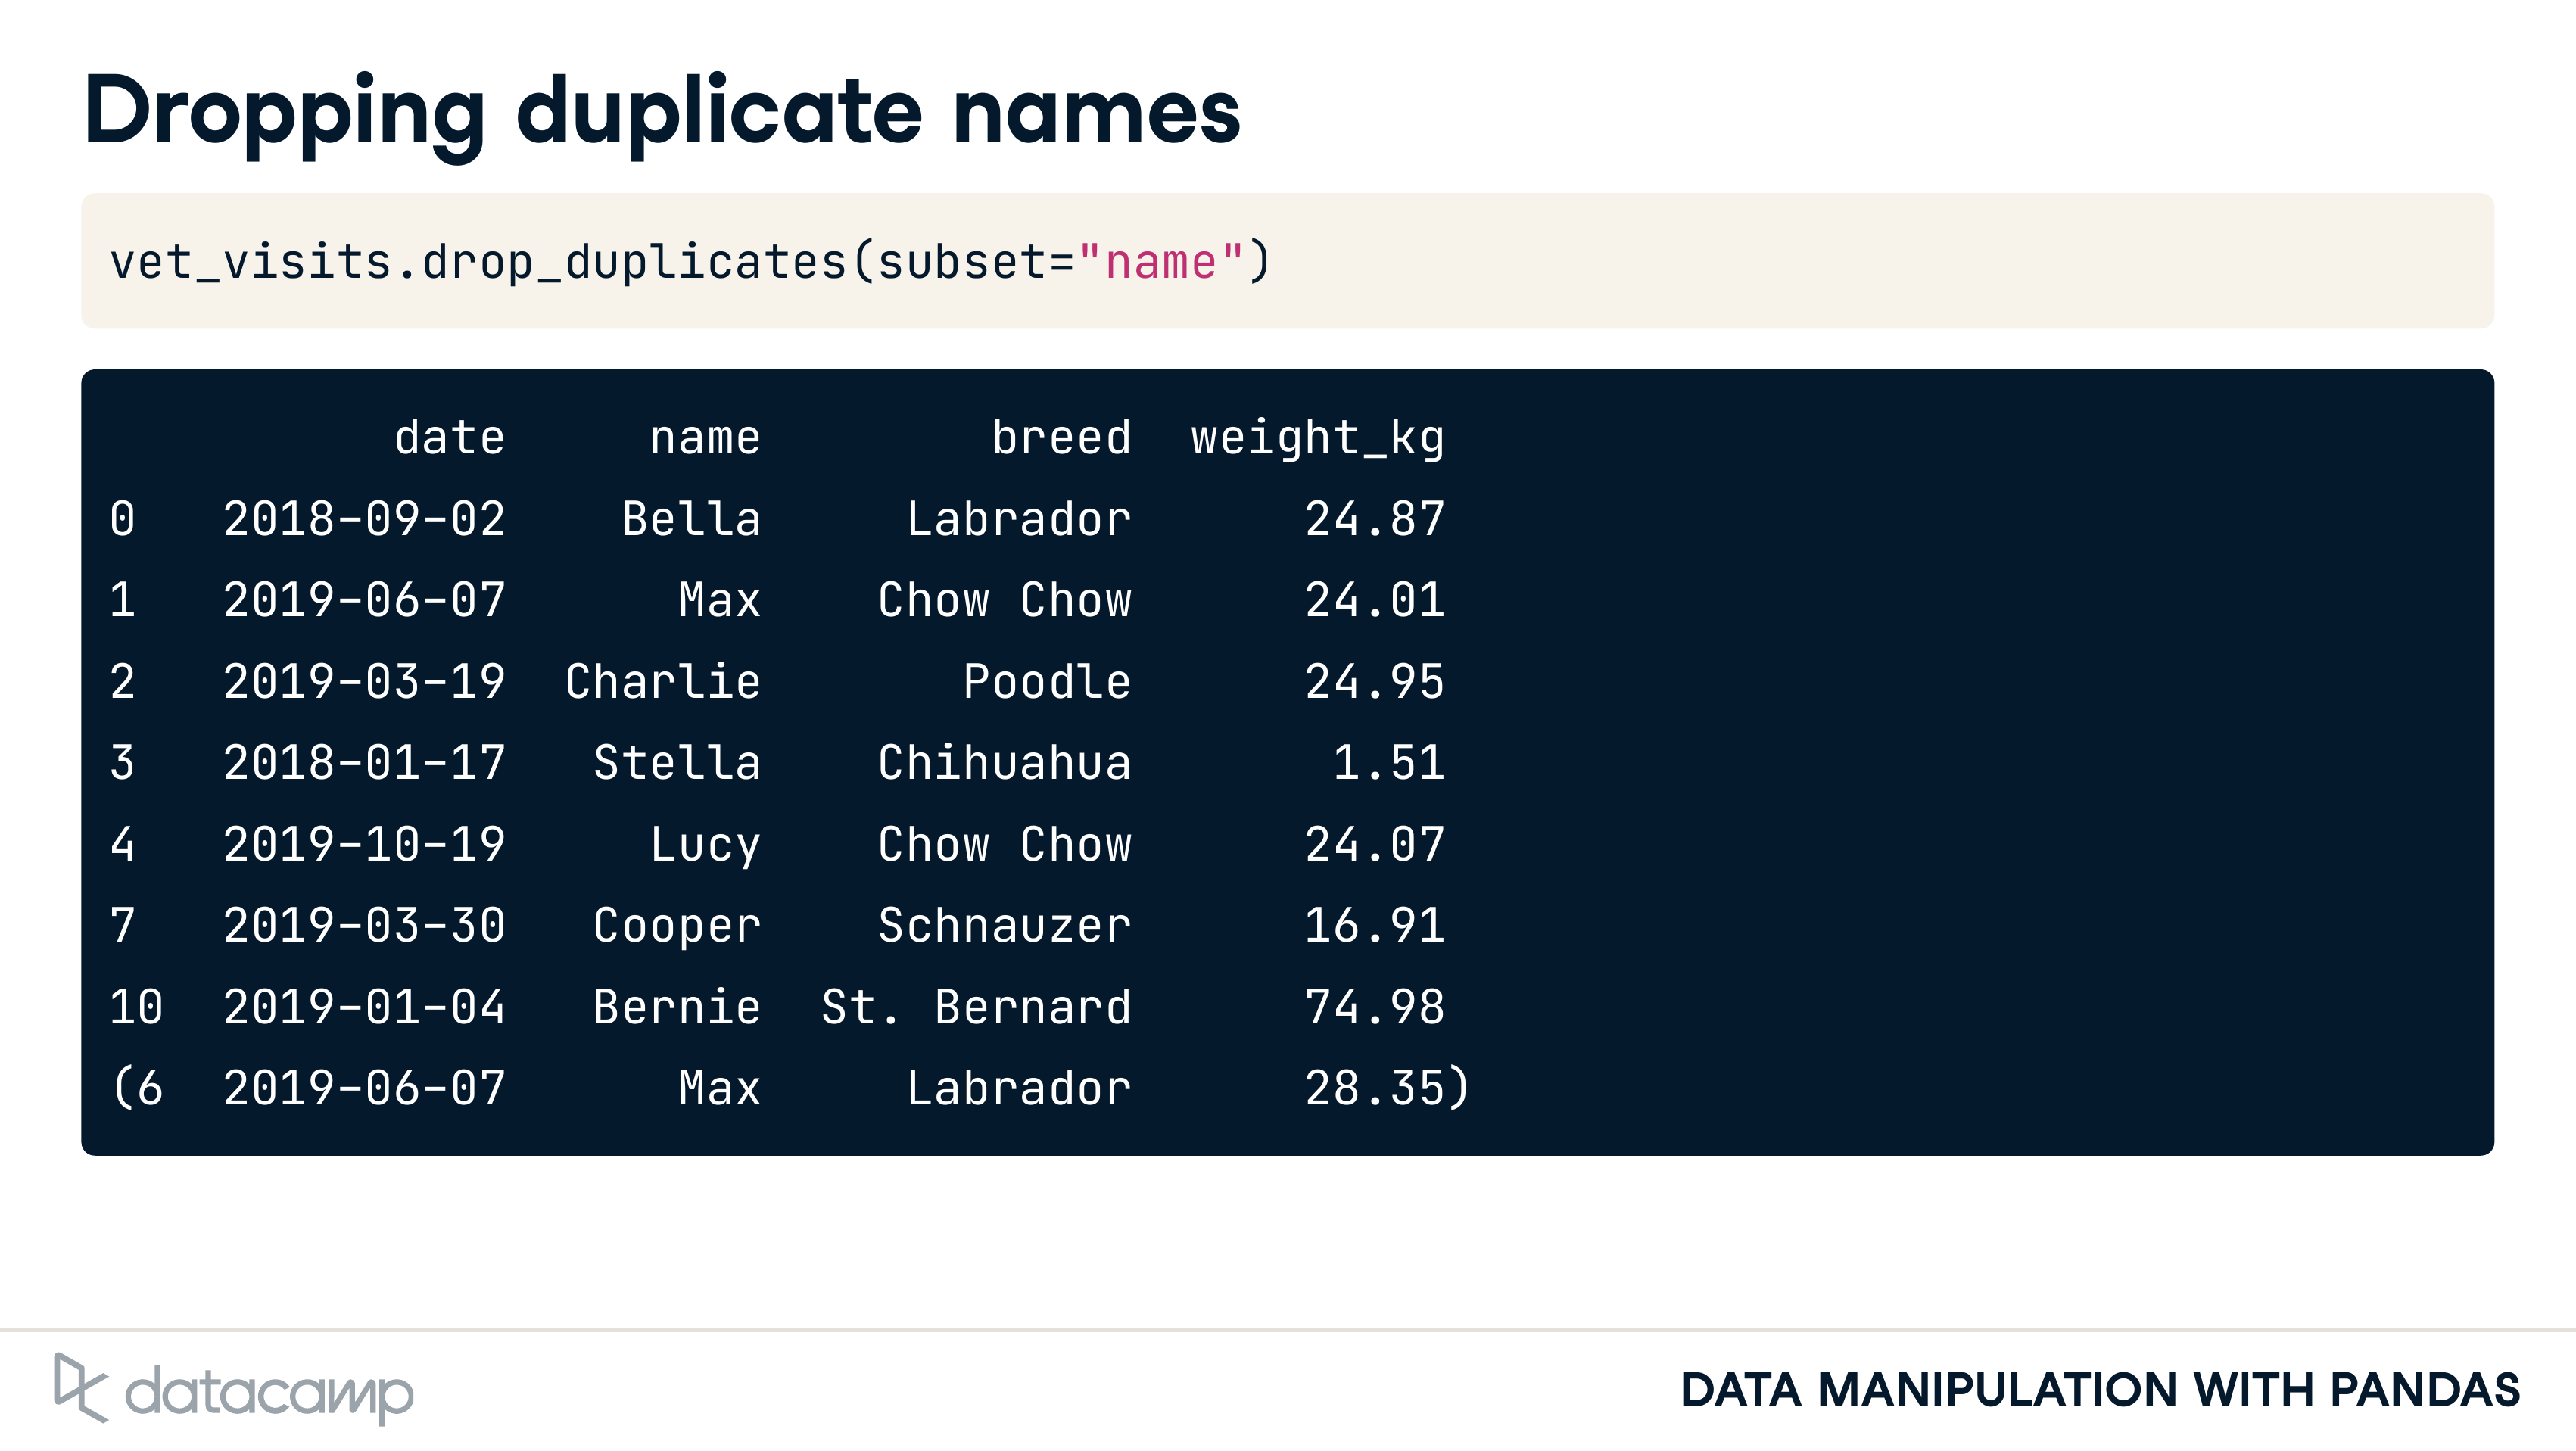 Dropping duplicate names
vet_visits.drop_duplicates(subset="name")
date name breed weight_kg
0 2018-09-02 Bella Labrador 24.87
1 2019-06-07 Max Chow Chow 24.01
2 2019-03-19 Charlie Poodle 24.95
3 2018-01-17 Stella Chihuahua 1.51
4 2019-10-19 Lucy Chow Chow 24.07
7 2019-03-30 Cooper Schnauzer 16.91
10 2019-01-04 Bernie St. Bernard 74.98
(6 2019-06-07 Max Labrador 28.35)
datacamp
DATA MANIPULATION WITH PANDAS